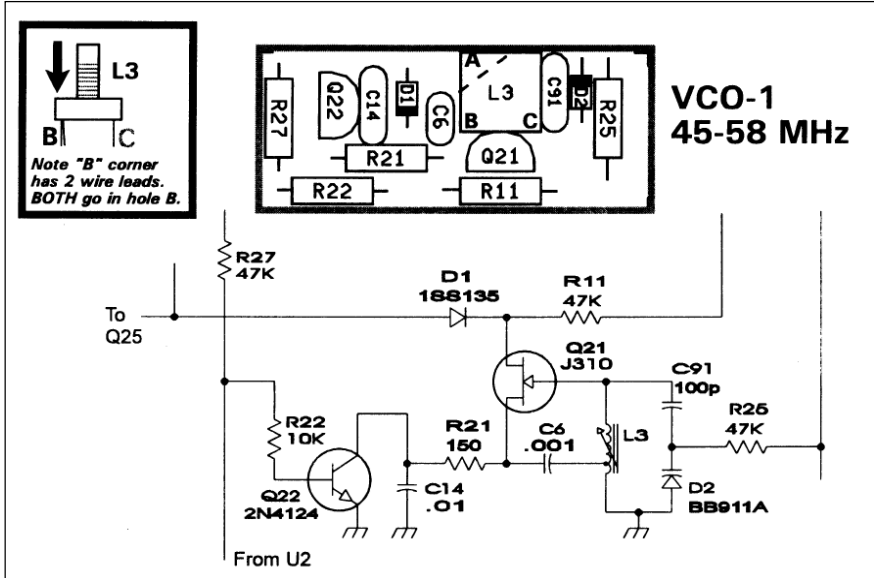 L3
B
C
Note "B" corner
has 2 wire leads.
BOTH go in hole B.
R27
Q22
C14
D1
C6
A
L3
B
C
C91
D2
R25
R21
Q21
R22
R11
VCO-1
45-58 MHz
R27
47K
To
Q25
D1
1SS135
R11
47K
Q21
J310
C91
100p
R22
10K
R21
150
C6
.001
L3
R25
47K
Q22
2N4124
C14
.01
D2
BB911A
From U2